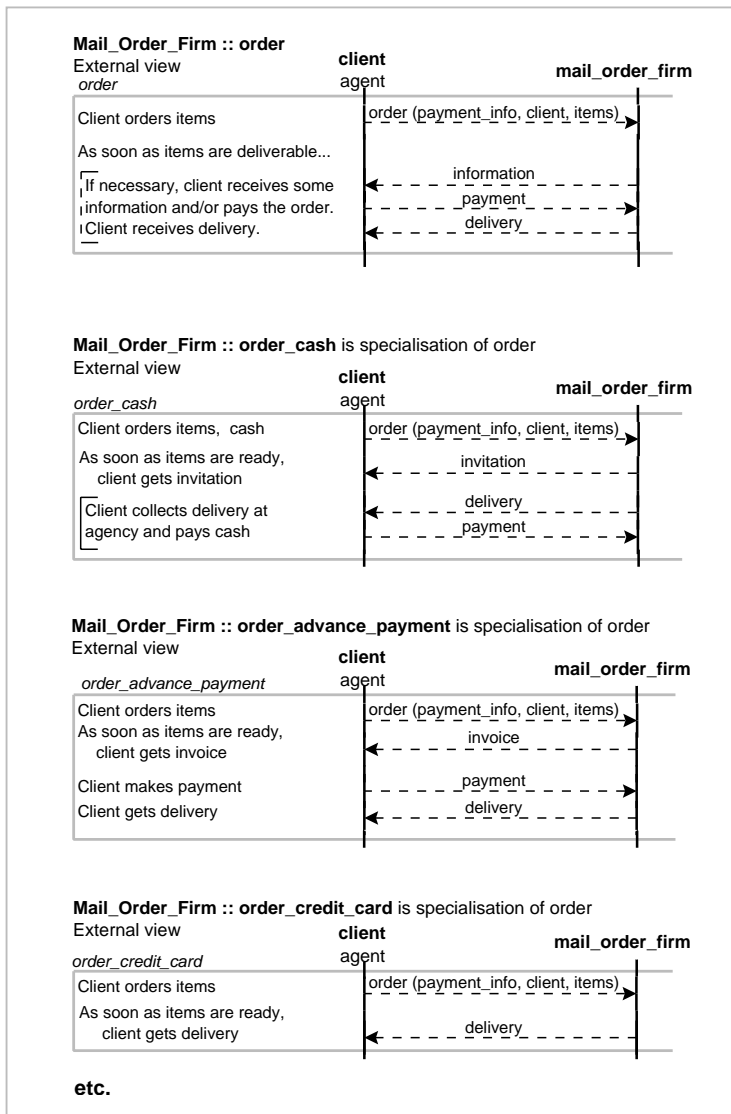 Mail_Order_Firm :: order
External view
order
client
agent
mail_order_firm
Client orders items
order (payment_info, client, items)
As soon as items are deliverable...
If necessary, client receives some
information and/or pays the order.
Client receives delivery.
information
payment
delivery
Mail_Order_Firm :: order_cash is specialisation of order
External view
order_cash
client
agent
mail_order_firm
Client orders items, cash
order (payment_info, client, items)
As soon as items are ready,
client gets invitation
invitation
Client collects delivery at
agency and pays cash
delivery
payment
Mail_Order_Firm :: order_advance_payment is specialisation of order
External view
order_advance_payment
client
agent
mail_order_firm
Client orders items
order (payment_info, client, items)
As soon as items are ready,
client gets invoice
invoice
Client makes payment
payment
Client gets delivery
delivery
Mail_Order_Firm :: order_credit_card is specialisation of order
External view
order_credit_card
client
agent
mail_order_firm
Client orders items
order (payment_info, client, items)
As soon as items are ready,
client gets delivery
delivery
etc.